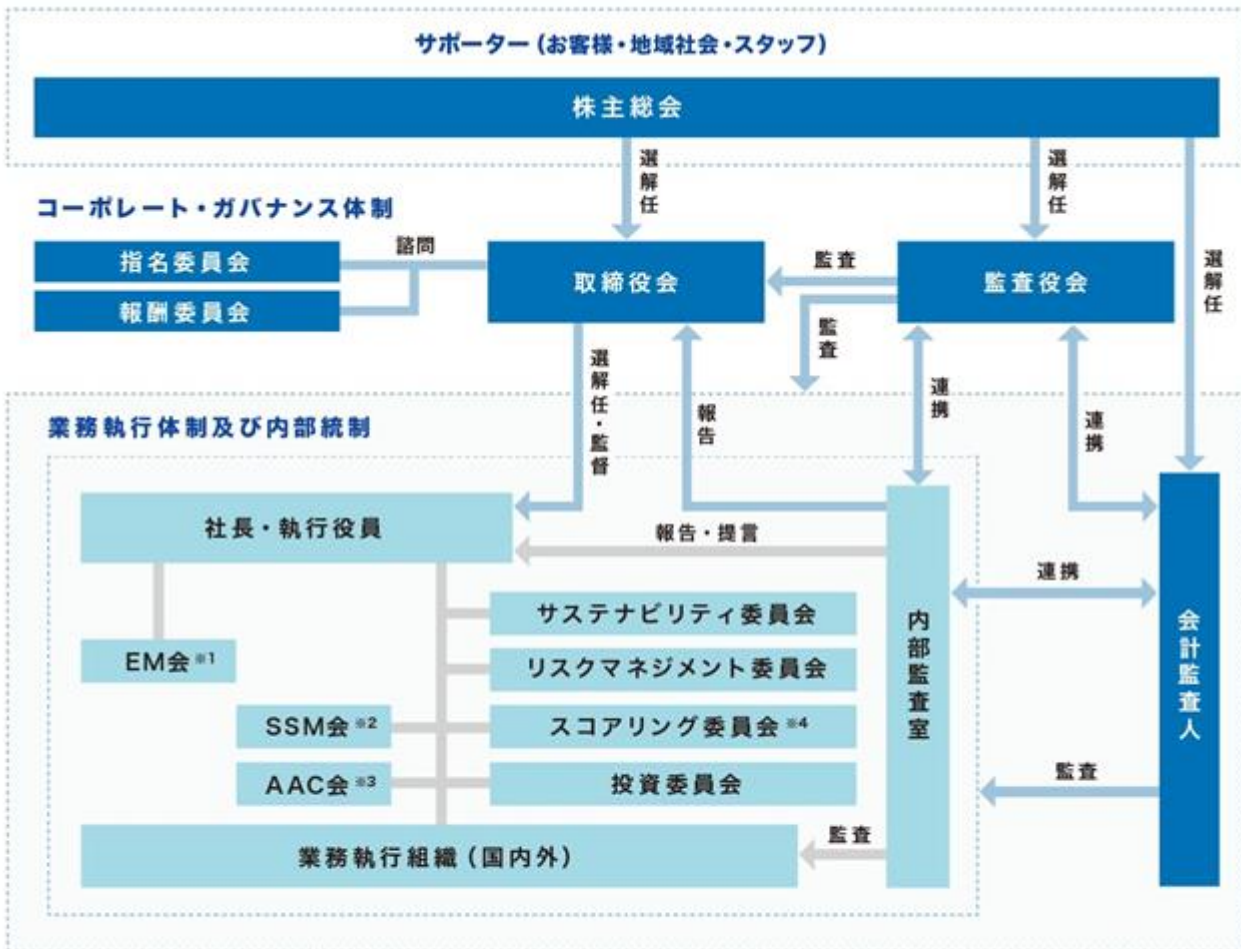 サポーター（お客様・地域社会・スタッフ）
株主総会
選解任
選解任
選解任
コーポレート・ガバナンス体制
指名委員会
報酬委員会
諮問
取締役会
監査
監査役会
監査
選解任・監督
報告
連携
連携
業務執行体制及び内部統制
社長・執行役員
報告・提言
連携
EM会※1
サステナビリティ委員会
リスクマネジメント委員会
SSM会※2
スコアリング委員会※4
AAC会※3
投資委員会
内部監査室
会計監査人
監査
監査
業務執行組織（国内外）